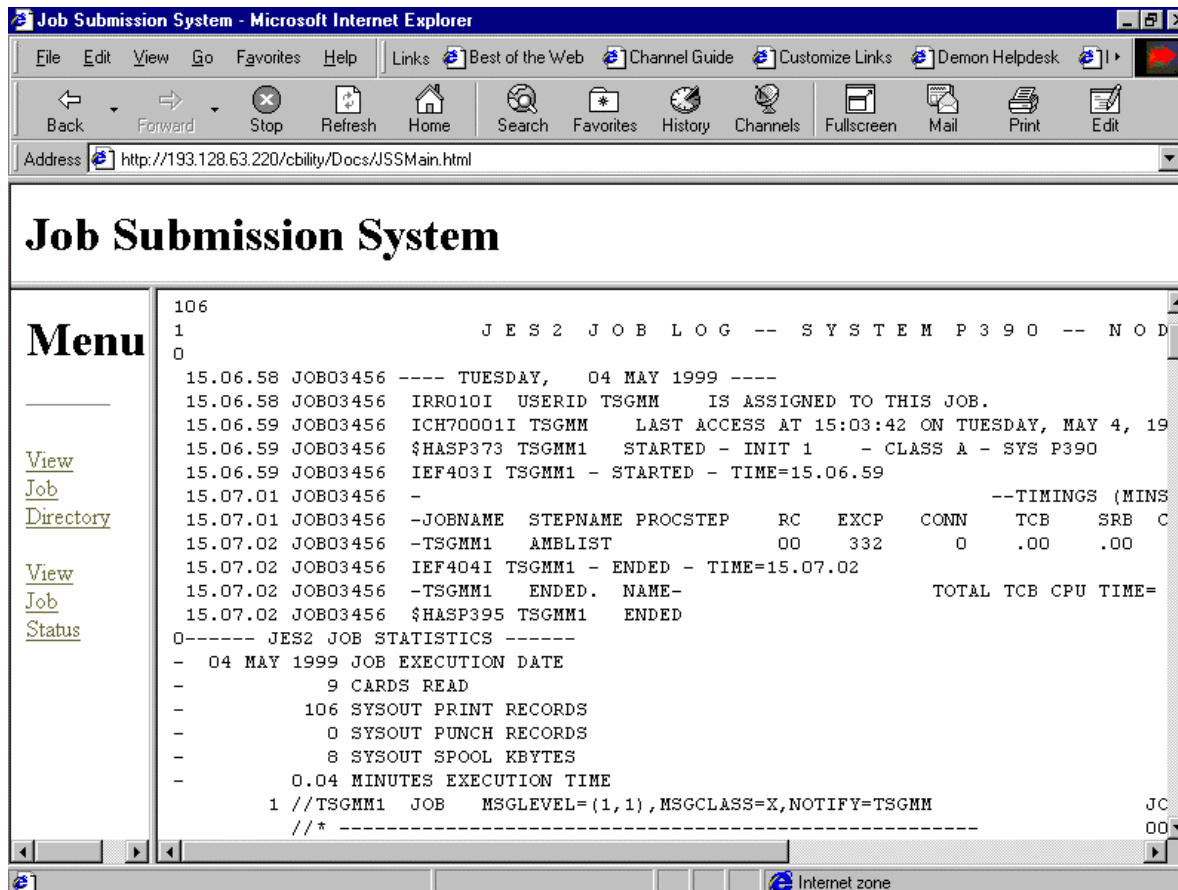 Job Submission System - Microsoft Internet Explorer
File Edit View Go Favorites Help Links Best of the Web Channel Guide Customize Links Demon Helpdesk
Back Forward Stop Refresh Home Search Favorites History Channels Fullscreen Mail Print Edit
Address http://193.128.63.220/cbility/Docs/JSSMain.html
Job Submission System
Menu
View
Job
Directory
View
Job
Status
106
1 J E S 2 J O B L O G -- S Y S T E M P 3 9 0 -- N O D
0
15.06.58 JOB03456 ---- TUESDAY, 04 MAY 1999 ----
15.06.58 JOB03456 IRR010I USERID TSGMM IS ASSIGNED TO THIS JOB.
15.06.59 JOB03456 ICH70001I TSGMM LAST ACCESS AT 15:03:42 ON TUESDAY, MAY 4, 19
15.06.59 JOB03456 $HASP373 TSGMM1 STARTED - INIT 1 - CLASS A - SYS P390
15.06.59 JOB03456 IEF403I TSGMM1 - STARTED - TIME=15.06.59
15.07.01 JOB03456 - --TIMINGS (MINS
15.07.01 JOB03456 -JOBNAME STEPNAME PROCSTEP RC EXCP CONN TCB SRB C
15.07.02 JOB03456 -TSGMM1 AMBLIST 00 332 0 .00 .00
15.07.02 JOB03456 IEF404I TSGMM1 - ENDED - TIME=15.07.02
15.07.02 JOB03456 -TSGMM1 ENDED. NAME- TOTAL TCB CPU TIME=
15.07.02 JOB03456 $HASP395 TSGMM1 ENDED
0------ JES2 JOB STATISTICS ------
- 04 MAY 1999 JOB EXECUTION DATE
- 9 CARDS READ
- 106 SYSOUT PRINT RECORDS
- 0 SYSOUT PUNCH RECORDS
- 8 SYSOUT SPOOL KBYTES
- 0.04 MINUTES EXECUTION TIME
1 //TSGMM1 JOB MSGLEVEL=(1,1),MSGCLASS=X,NOTIFY=TSGMM JC
//* ------------------------------------------------------ 00
Internet zone